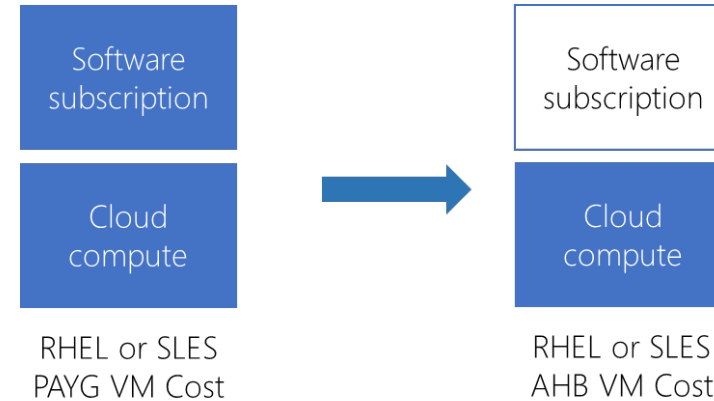 Software
subscription
Cloud
compute
RHEL or SLES
PAYG VM Cost
Software
subscription
Cloud
compute
RHEL or SLES
AHB VM Cost